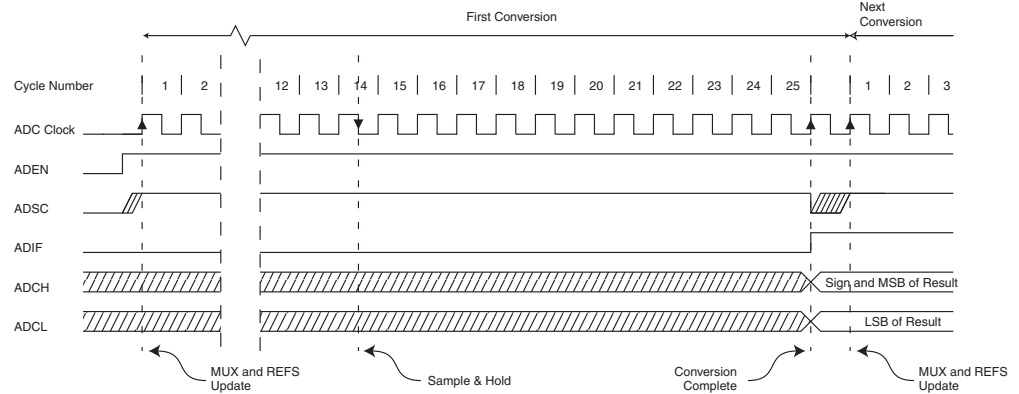 First Conversion
Next
Conversion
Cycle Number 1 2 12 13 14 15 16 17 18 19 20 21 22 23 24 25 1 2 3
ADC Clock
ADEN
ADSC
ADIF
ADCH Sign and MSB of Result
ADCL LSB of Result
MUX and REFS
Update
Sample & Hold
Conversion
Complete
MUX and REFS
Update